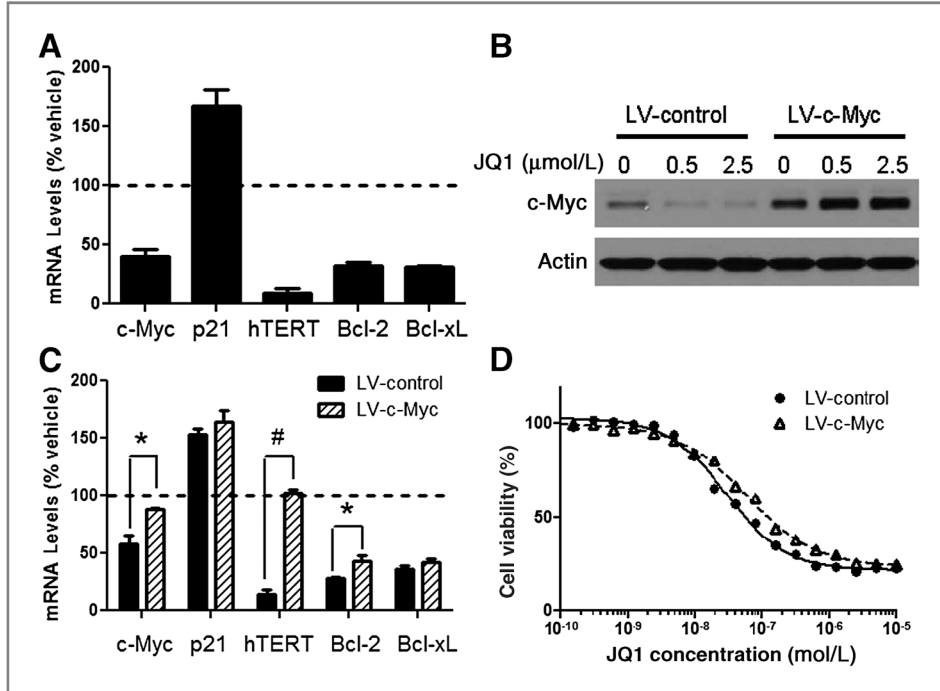 A
mRNA Levels (% vehicle)
200
150
100
50
0
c-Myc p21 hTERT Bcl-2 Bcl-xL
B
LV-control LV-c-Myc
JQ1 (μmol/L) 0 0.5 2.5 0 0.5 2.5
c-Myc
Actin
C
mRNA Levels (% vehicle)
200
150
100
50
0
LV-control
LV-c-Myc
* # *
c-Myc p21 hTERT Bcl-2 Bcl-xL
D
Cell viability (%)
100
50
0
LV-control
LV-c-Myc
10-10 10-9 10-8 10-7 10-6 10-5
JQ1 concentration (mol/L)